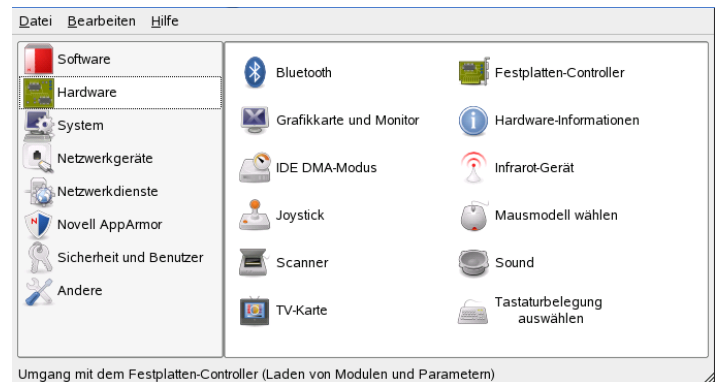 Datei Bearbeiten Hilfe
Software
Hardware
System
Netzwerkgeräte
Netzwerkdienste
Novell AppArmor
Sicherheit und Benutzer
Andere
Bluetooth
Festplatten-Controller
Grafikkarte und Monitor
Hardware-Informationen
IDE DMA-Modus
Infrarot-Gerät
Joystick
Mausmodell wählen
Scanner
Sound
TV-Karte
Tastaturbelegung
auswählen
Umgang mit dem Festplatten-Controller (Laden von Modulen und Parametern)